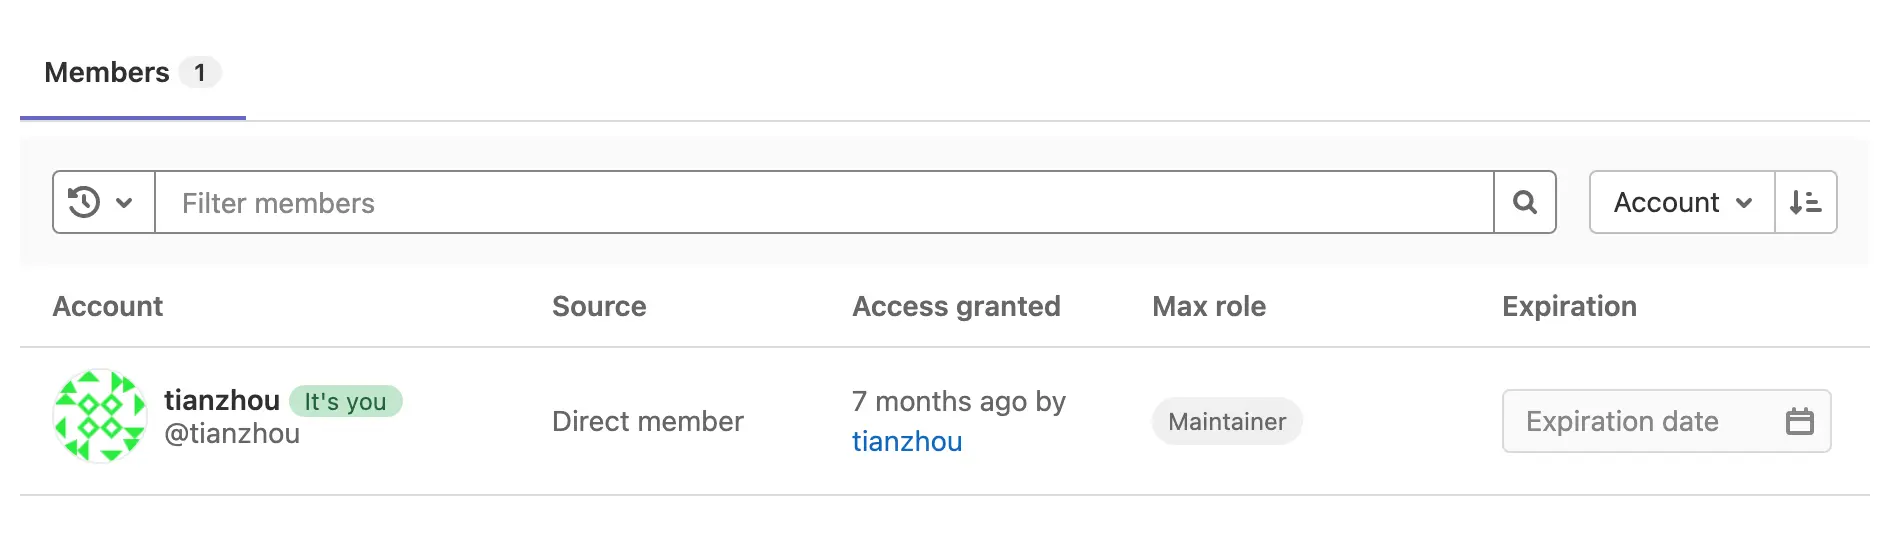 Members 1
Filter members
Account
Account Source Access granted Max role Expiration
tianzhou It's you
@tianzhou
Direct member
7 months ago by
tianzhou
Maintainer
Expiration date